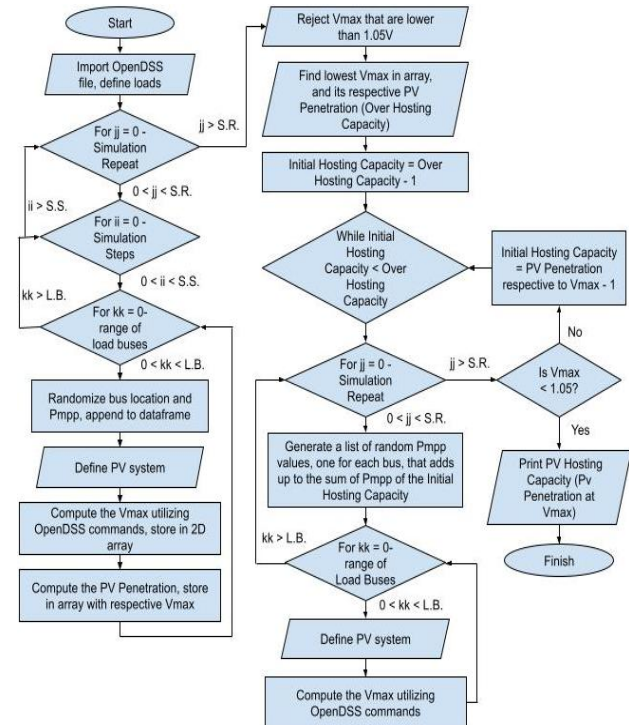 Start
Import OpenDSS
file, define loads
For jj = 0 -
Simulation
Repeat
jj > S.R.
0 < jj < S.R.
ii > S.S.
For ii = 0 -
Simulation
Steps
0 < ii < S.S.
kk > L.B.
For kk = 0-
range of
load buses
0 < kk < L.B.
Randomize bus location and
Pmpp, append to dataframe
Define PV system
Compute the Vmax utilizing
OpenDSS commands, store in 2D
array
Compute the PV Penetration, store
in array with respective Vmax
Reject Vmax that are lower
than 1.05V
Find lowest Vmax in array,
and its respective PV
Penetration (Over Hosting
Capacity)
Initial Hosting Capacity = Over
Hosting Capacity - 1
While Initial
Hosting
Capacity < Over
Hosting
Capacity
Initial Hosting Capacity
= PV Penetration
respective to Vmax - 1
No
For jj = 0 -
Simulation
Repeat
jj > S.R.
Is Vmax
< 1.05?
0 < jj < S.R.
Yes
Generate a list of random Pmpp
values, one for each bus, that adds
up to the sum of Pmpp of the Initial
Hosting Capacity
Print PV Hosting
Capacity (Pv
Penetration at
Vmax)
Finish
kk > L.B.
For kk = 0-
range of
Load Buses
0 < kk < L.B.
Define PV system
Compute the Vmax utilizing
OpenDSS commands